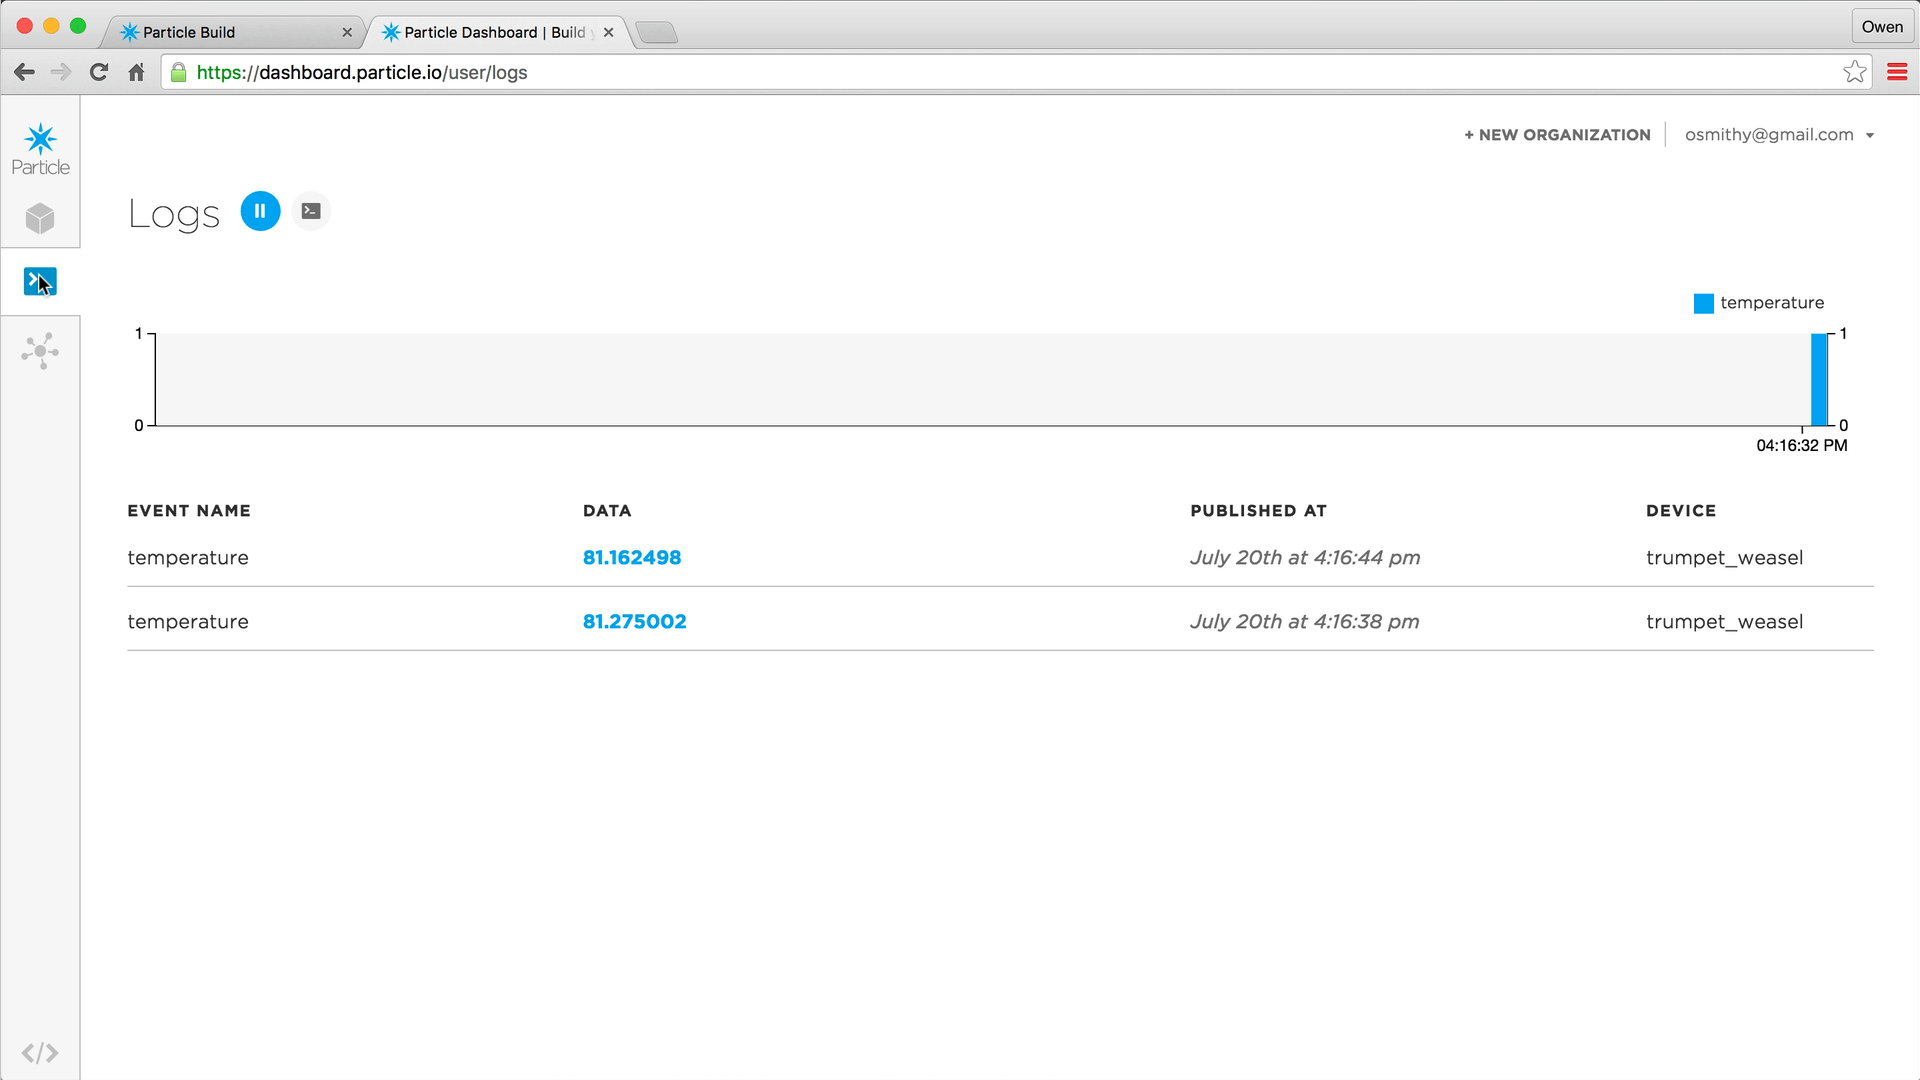 Particle Build
Particle Dashboard | Build
Owen
https://dashboard.particle.io/user/logs
Particle
+ NEW ORGANIZATION
osmithy@gmail.com
Logs
temperature
1
1
0
0
04:16:32 PM
EVENT NAME DATA PUBLISHED AT DEVICE
temperature 81.162498 July 20th at 4:16:44 pm trumpet_weasel
temperature 81.275002 July 20th at 4:16:38 pm trumpet_weasel